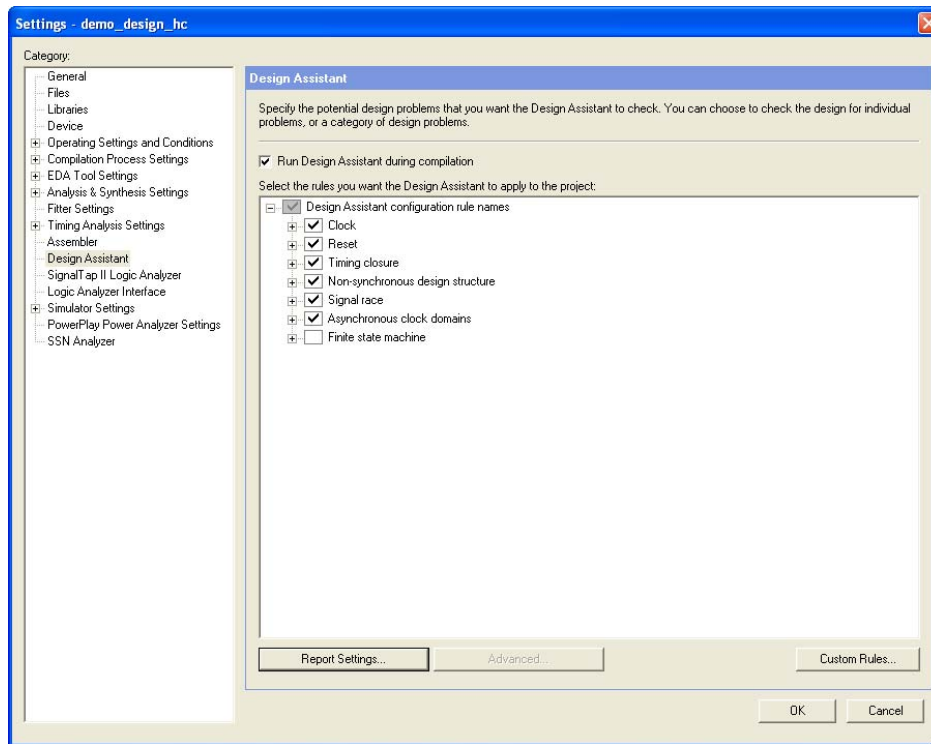 Settings - demo_design_hc
Category:
General
Files
Libraries
Device
Operating Settings and Conditions
Compilation Process Settings
EDA Tool Settings
Analysis & Synthesis Settings
Fitter Settings
Timing Analysis Settings
Assembler
Design Assistant
SignalTap II Logic Analyzer
Logic Analyzer Interface
Simulator Settings
PowerPlay Power Analyzer Settings
SSN Analyzer
Design Assistant
Specify the potential design problems that you want the Design Assistant to check. You can choose to check the design for individual
problems, or a category of design problems.
Run Design Assistant during compilation
Select the rules you want the Design Assistant to apply to the project:
Design Assistant configuration rule names
Clock
Reset
Timing closure
Non-synchronous design structure
Signal race
Asynchronous clock domains
Finite state machine
Report Settings...
Advanced...
Custom Rules...
OK
Cancel